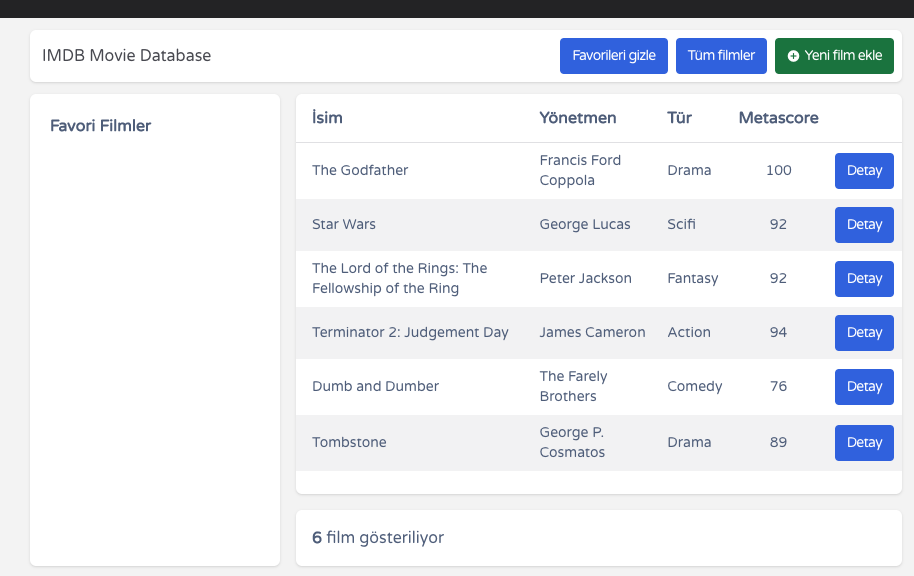 IMDB Movie Database
Favorileri gizle
Tüm filmler
Yeni film ekle
Favori Filmler
İsim Yönetmen Tür Metascore
The Godfather Francis Ford Coppola Drama 100 Detay
Star Wars George Lucas Scifi 92 Detay
The Lord of the Rings: The Fellowship of the Ring Peter Jackson Fantasy 92 Detay
Terminator 2: Judgement Day James Cameron Action 94 Detay
Dumb and Dumber The Farely Brothers Comedy 76 Detay
Tombstone George P. Cosmatos Drama 89 Detay
6 film gösteriliyor